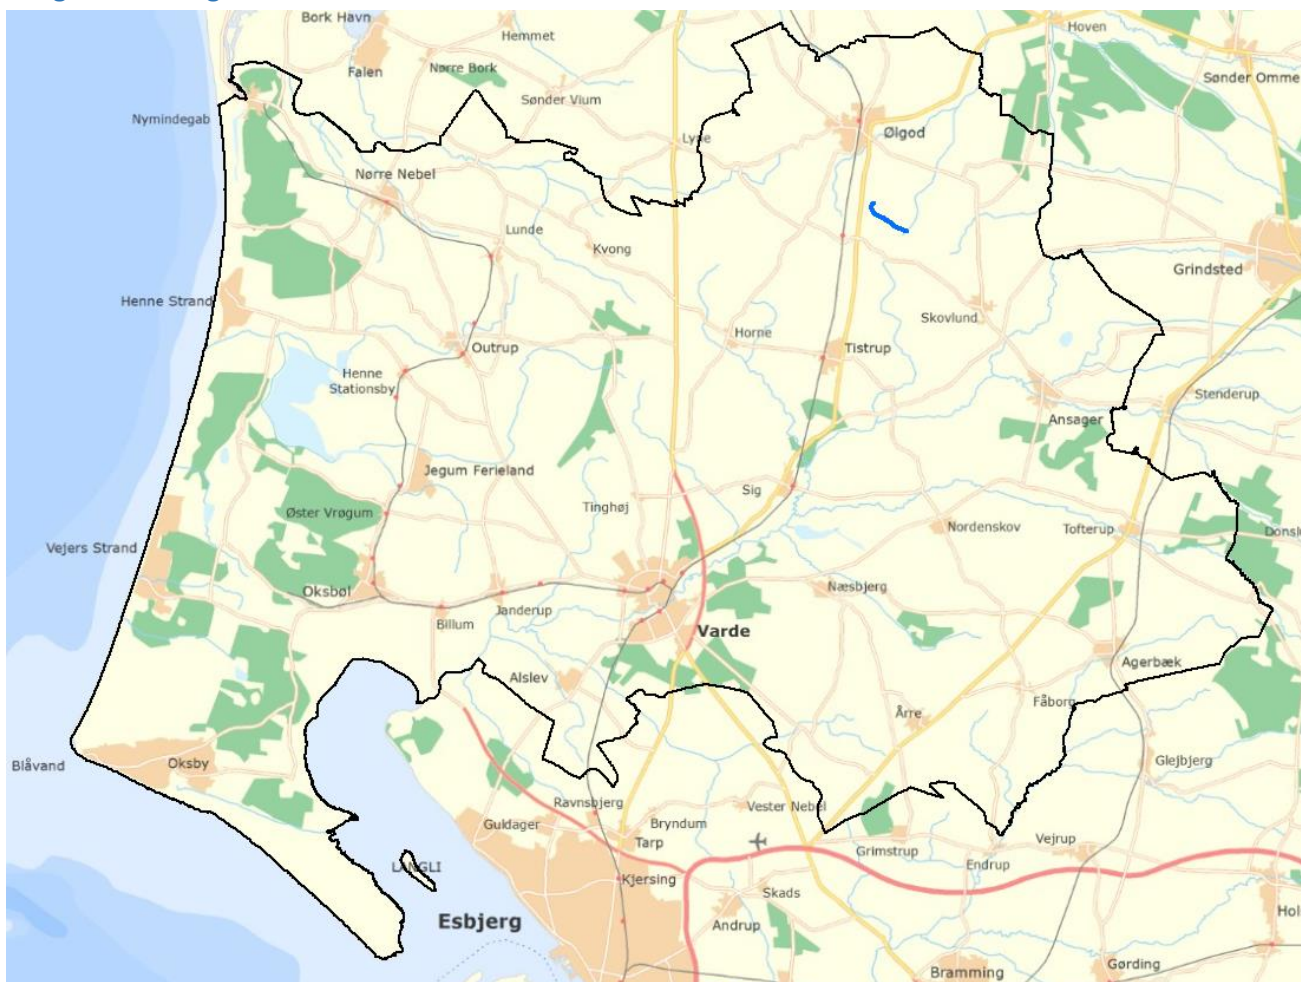 Bork Havn
Hemmet
Hoven
Falen
Nørre Bork
Sønder Vium
Sønder Omme
Nymindegab
Lyne
Ølgod
Nørre Nebel
Lunde
Kvong
Grindsted
Henne Strand
Skovlund
Horne
Outrup
Tistrup
Henne
Stationsby
Stenderup
Ansager
Jegum Ferieland
Sig
Tinghøj
Øster Vrøgum
Nordenskov
Tofterup
Vejers Strand
Oksbøl
Janderup
Næsbjerg
Billum
Varde
Agerbæk
Alslev
Fåborg
Årre
Blåvand
Oksby
Glejbjerg
Ravnsbjerg
Vester Nebel
Guldager
Bryndum
Tarp
Grimstrup
Vejrup
Endrup
LANGLI
Kjersing
Skads
Esbjerg
Andrup
Bramming
Gørding